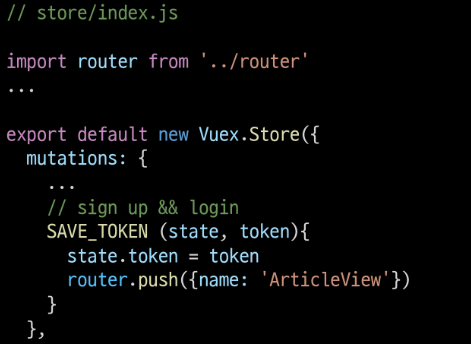 // store/index.js
import router from '../router'
...
export default new Vuex.Store({
  mutations: {
    ...
    // sign up && login
    SAVE_TOKEN (state, token){
      state.token = token
      router.push({name: 'ArticleView'})
    }
  },